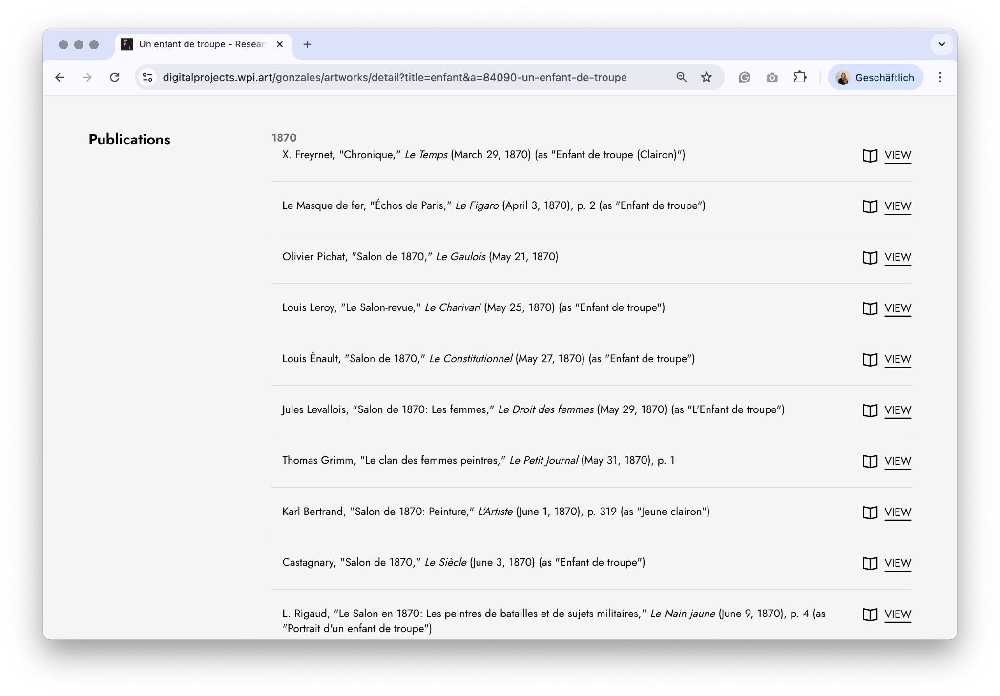 Un enfant de troupe - Resear
digitalprojects.wpi.art/gonzales/artworks/detail?title=enfant&a=84090-un-enfant-de-troupe
Geschäftlich
Publications
1870
X. Freyrnet, "Chronique," Le Temps (March 29, 1870) (as "Enfant de troupe (Clairon)")
VIEW
Le Masque de fer, "Échos de Paris," Le Figaro (April 3, 1870), p. 2 (as "Enfant de troupe")
VIEW
Olivier Pichat, "Salon de 1870," Le Gaulois (May 21, 1870)
VIEW
Louis Leroy, "Le Salon-revue," Le Charivari (May 25, 1870) (as "Enfant de troupe")
VIEW
Louis Énault, "Salon de 1870," Le Constitutionnel (May 27, 1870) (as "Enfant de troupe")
VIEW
Jules Levallois, "Salon de 1870: Les femmes," Le Droit des femmes (May 29, 1870) (as "L'Enfant de troupe")
VIEW
Thomas Grimm, "Le clan des femmes peintres," Le Petit Journal (May 31, 1870), p. 1
VIEW
Karl Bertrand, "Salon de 1870: Peinture," L'Artiste (June 1, 1870), p. 319 (as "Jeune clairon")
VIEW
Castagnary, "Salon de 1870," Le Siècle (June 3, 1870) (as "Enfant de troupe")
VIEW
L. Rigaud, "Le Salon en 1870: Les peintres de batailles et de sujets militaires," Le Nain jaune (June 9, 1870), p. 4 (as
"Portrait d'un enfant de troupe")
VIEW